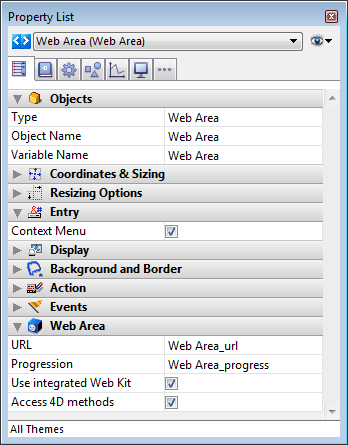 Property List
Web Area (Web Area)
Objects
Type Web Area
Object Name Web Area
Variable Name Web Area
Coordinates & Sizing
Resizing Options
Entry
Context Menu
Display
Background and Border
Action
Events
Web Area
URL Web Area_url
Progression Web Area_progress
Use integrated Web Kit
Access 4D methods
All Themes